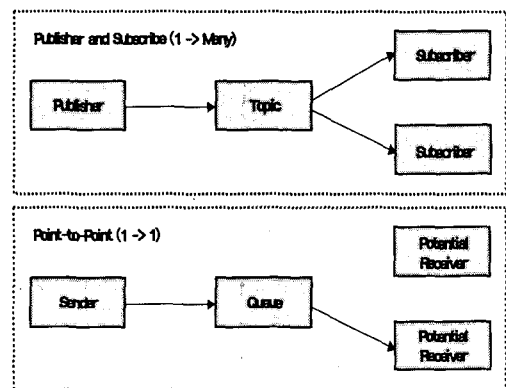 Publisher and Subscribe (1 -> Many)
Subscriber
Publisher
Topic
Subscriber
Point-to-Point (1 -> 1)
Potential
Receiver
Sender
Queue
Potential
Receiver